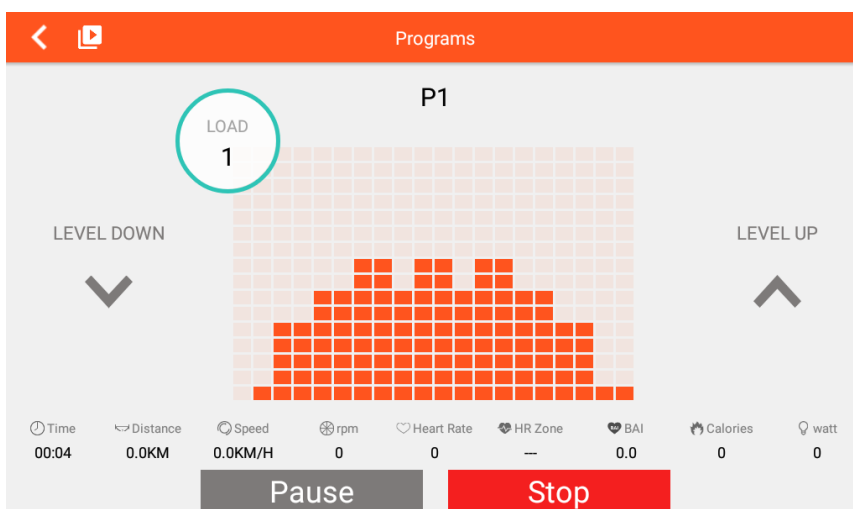 Programs
P1
LOAD
1
LEVEL DOWN
LEVEL UP
Time Distance Speed rpm Heart Rate HR Zone BAI Calories watt
00:04 0.0KM 0.0KM/H 0 0 --- 0.0 0 0
Pause Stop